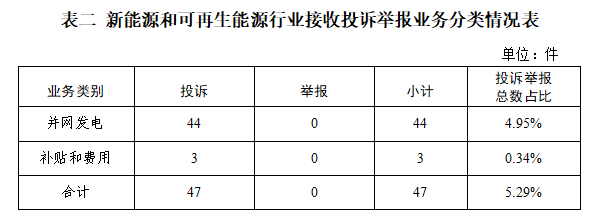 表二 新能源和可再生能源行业接收投诉举报业务分类情况表
单位：件
业务类别 投诉 举报 小计 投诉举报
总数占比
并网发电 44 0 44 4.95%
补贴和费用 3 0 3 0.34%
合计 47 0 47 5.29%